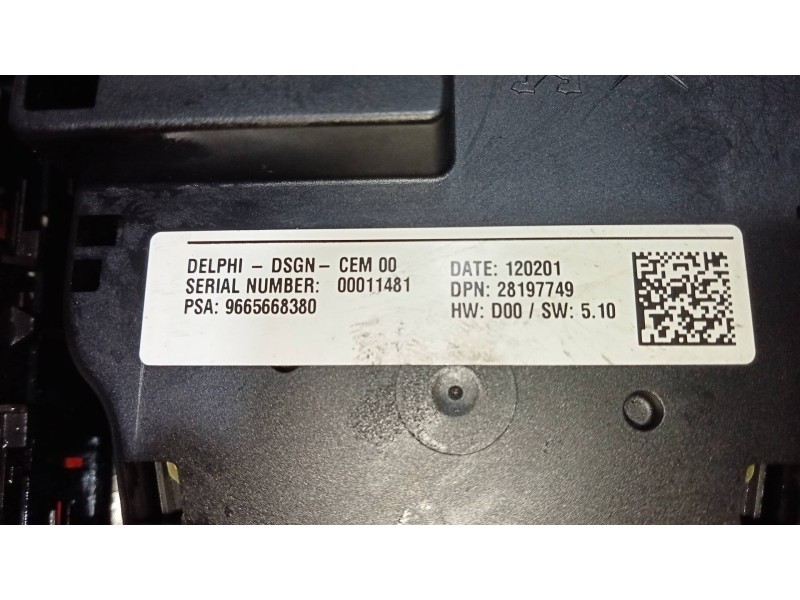 DELPHI - DSGN - CEM 00
SERIAL NUMBER: 00011481
PSA: 9665668380
DATE: 120201
DPN: 28197749
HW: D00 / SW: 5.10